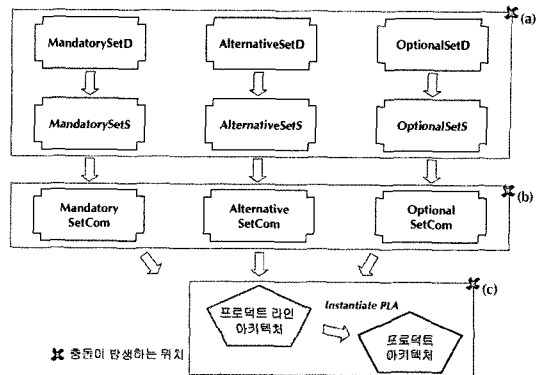 (a)
MandatorySetD AlternativeSetD OptionalSetD
MandatorySetS AlternativeSetS OptionalSetS
(b)
Mandatory SetCom
Alternative SetCom
Optional SetCom
(c)
프로덕트 라인
아키텍처
Instantiate PLA
프로덕트
아키텍처
충돌이 발생하는 위치